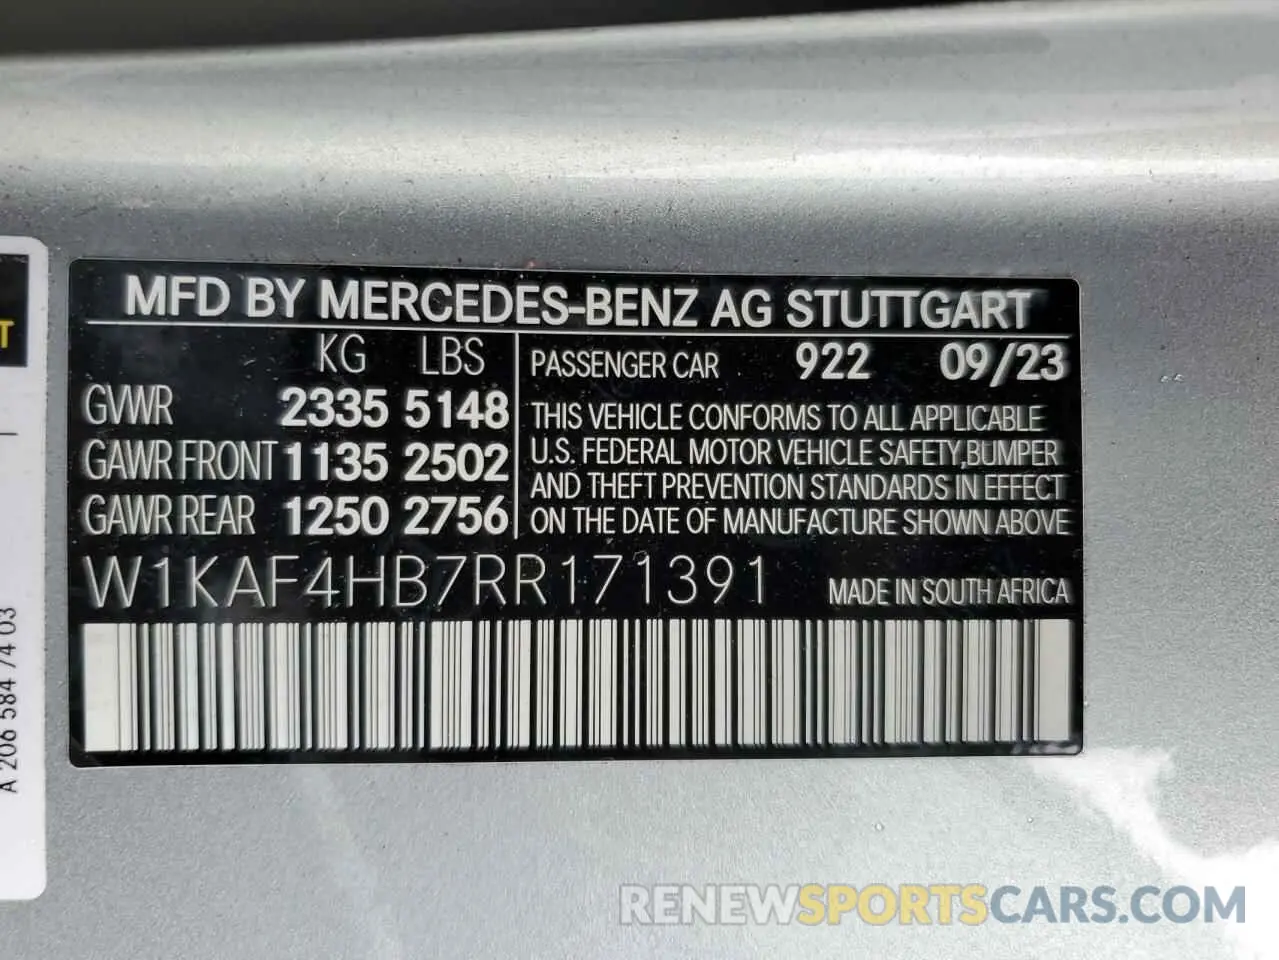 MFD BY MERCEDES-BENZ AG STUTTGART
KG LBS
GVWR 2335 5148
GAWR FRONT 1135 2502
GAWR REAR 1250 2756
PASSENGER CAR 922 09/23
THIS VEHICLE CONFORMS TO ALL APPLICABLE
U.S. FEDERAL MOTOR VEHICLE SAFETY,BUMPER
AND THEFT PREVENTION STANDARDS IN EFFECT
ON THE DATE OF MANUFACTURE SHOWN ABOVE
W1KAF4HB7RR171391 MADE IN SOUTH AFRICA
T
A 206 584 74 03
RENEWSPORTSCARS.COM